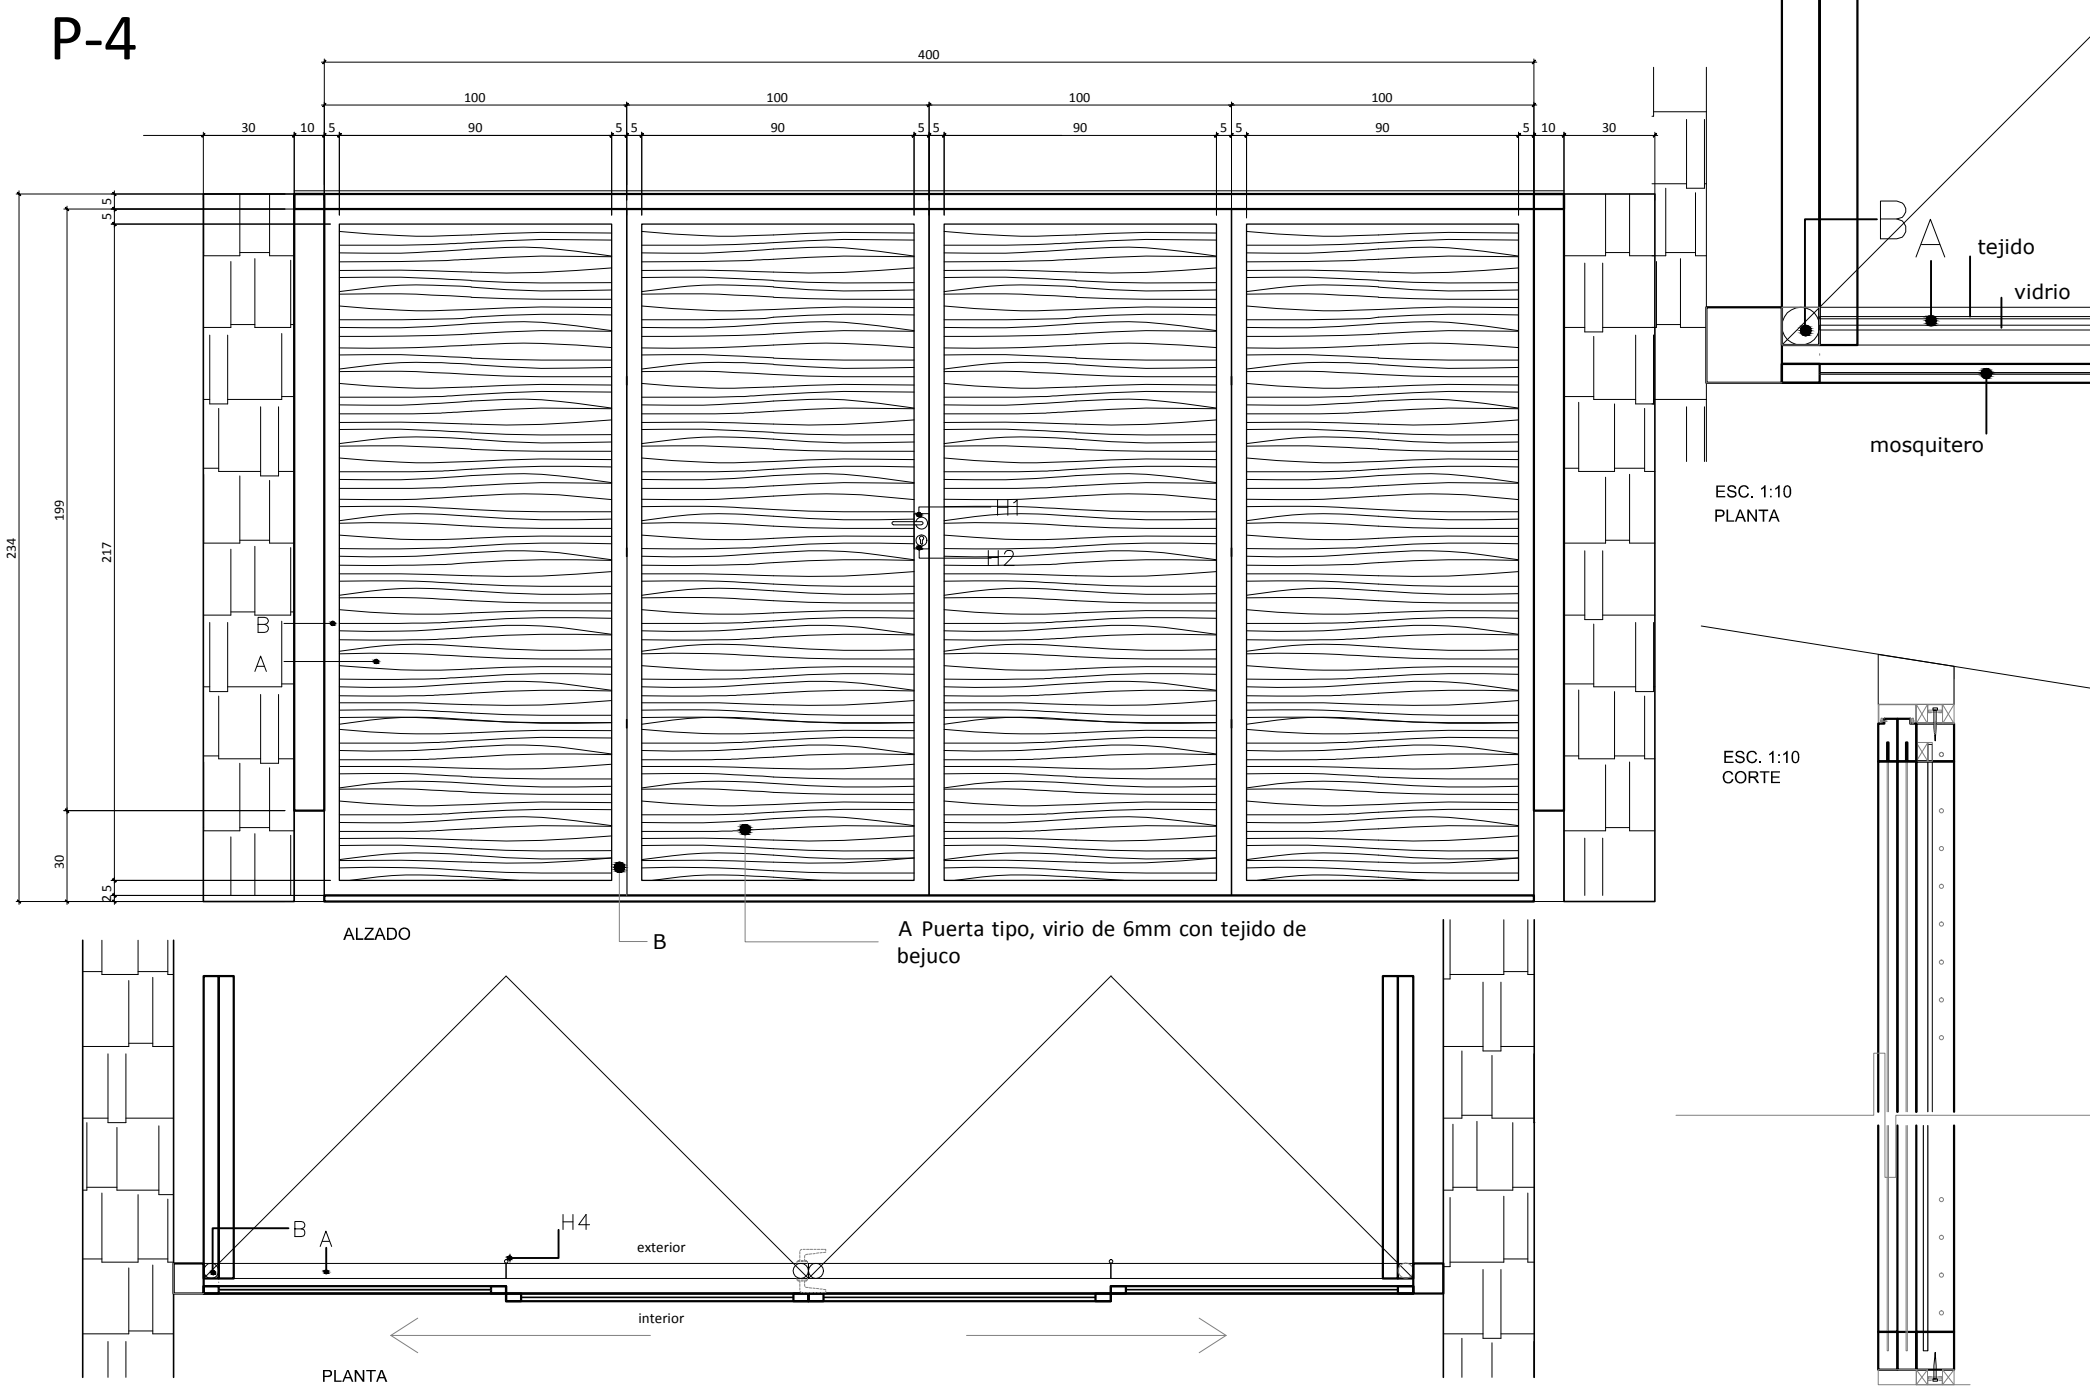 P-4
400
100 100 100 100
30 10 5 90 5 5 90 5 5 90 5 5 90 5 10 30
5
5
234
199
217
30
5
2
B
A
H1
H2
B
A
tejido
vidrio
mosquitero
ESC. 1:10
PLANTA
ESC. 1:10
CORTE
ALZADO
B
A Puerta tipo, virio de 6mm con tejido de
bejuco
B
A
H4
exterior
interior
PLANTA